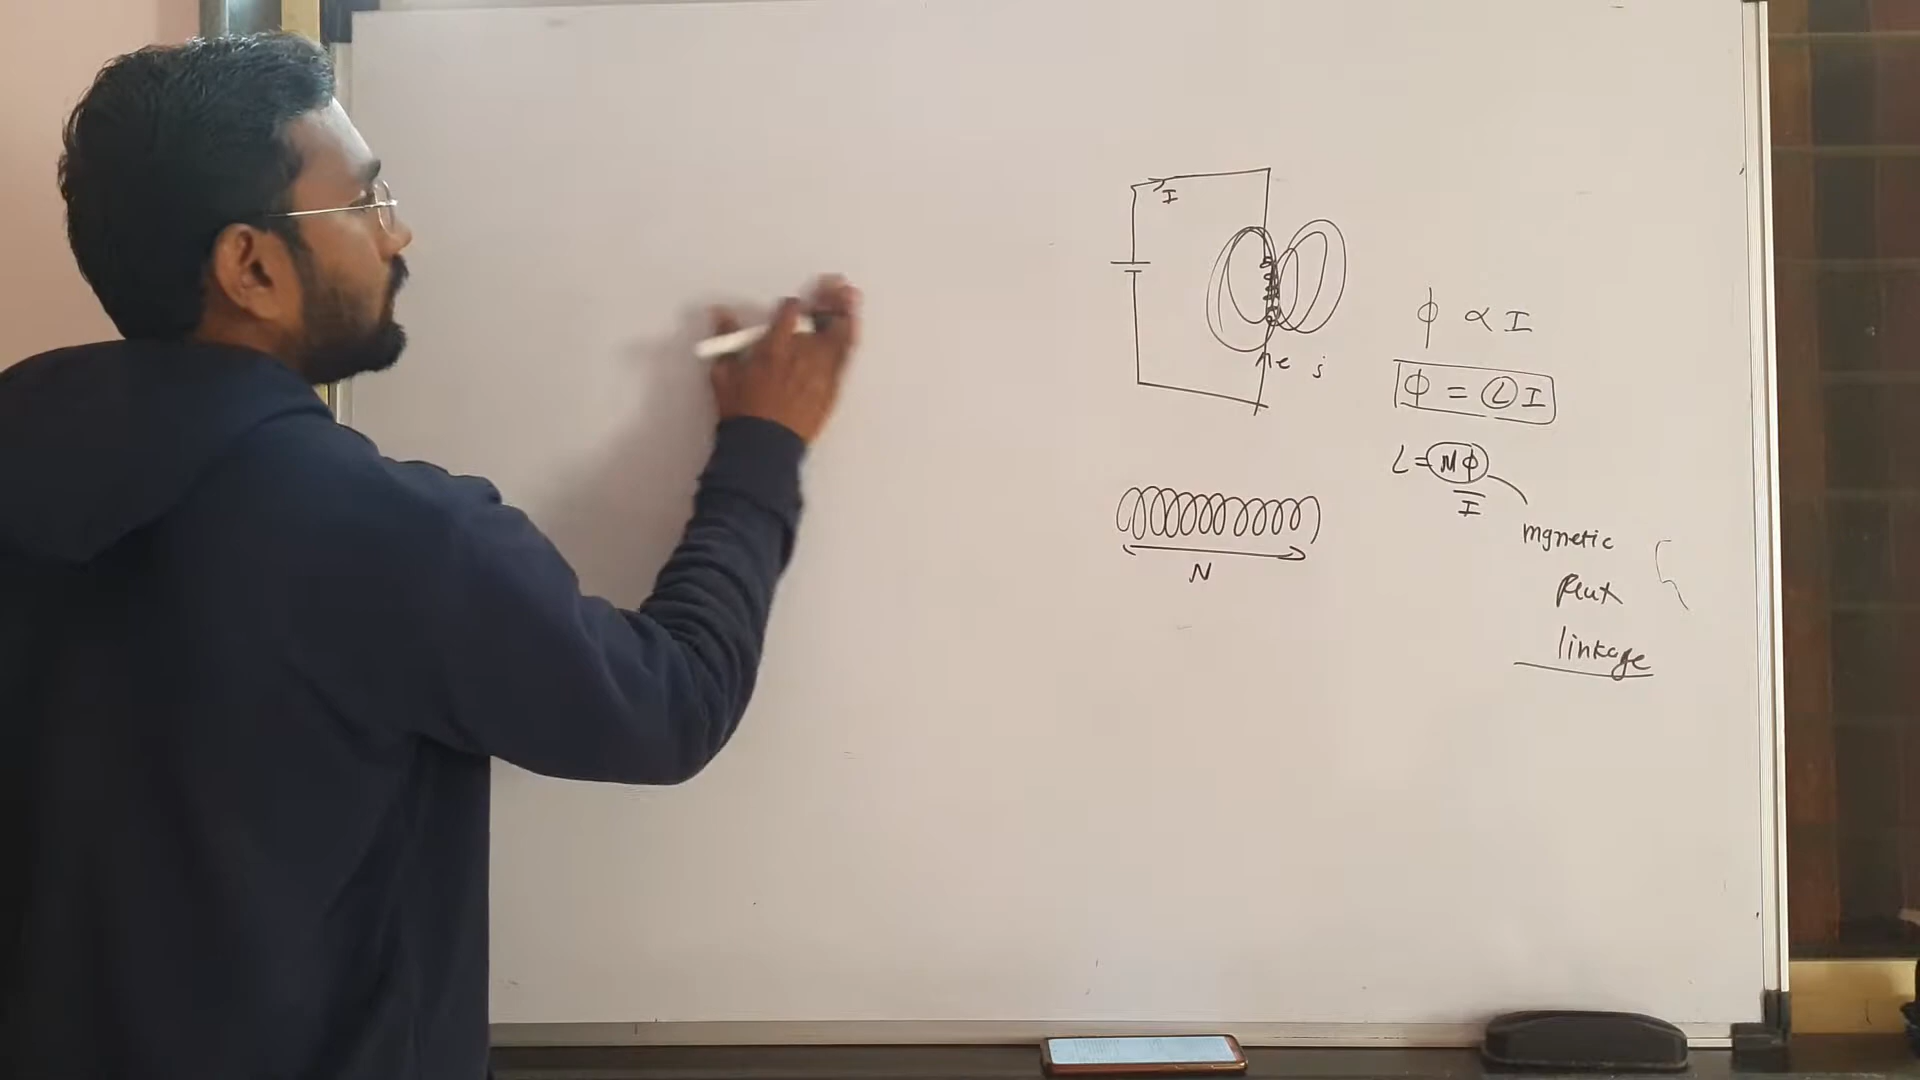 I
e
ϕ ∝ I
ϕ = L I
L = Nϕ
I
N
mgnetic
flux
linkage